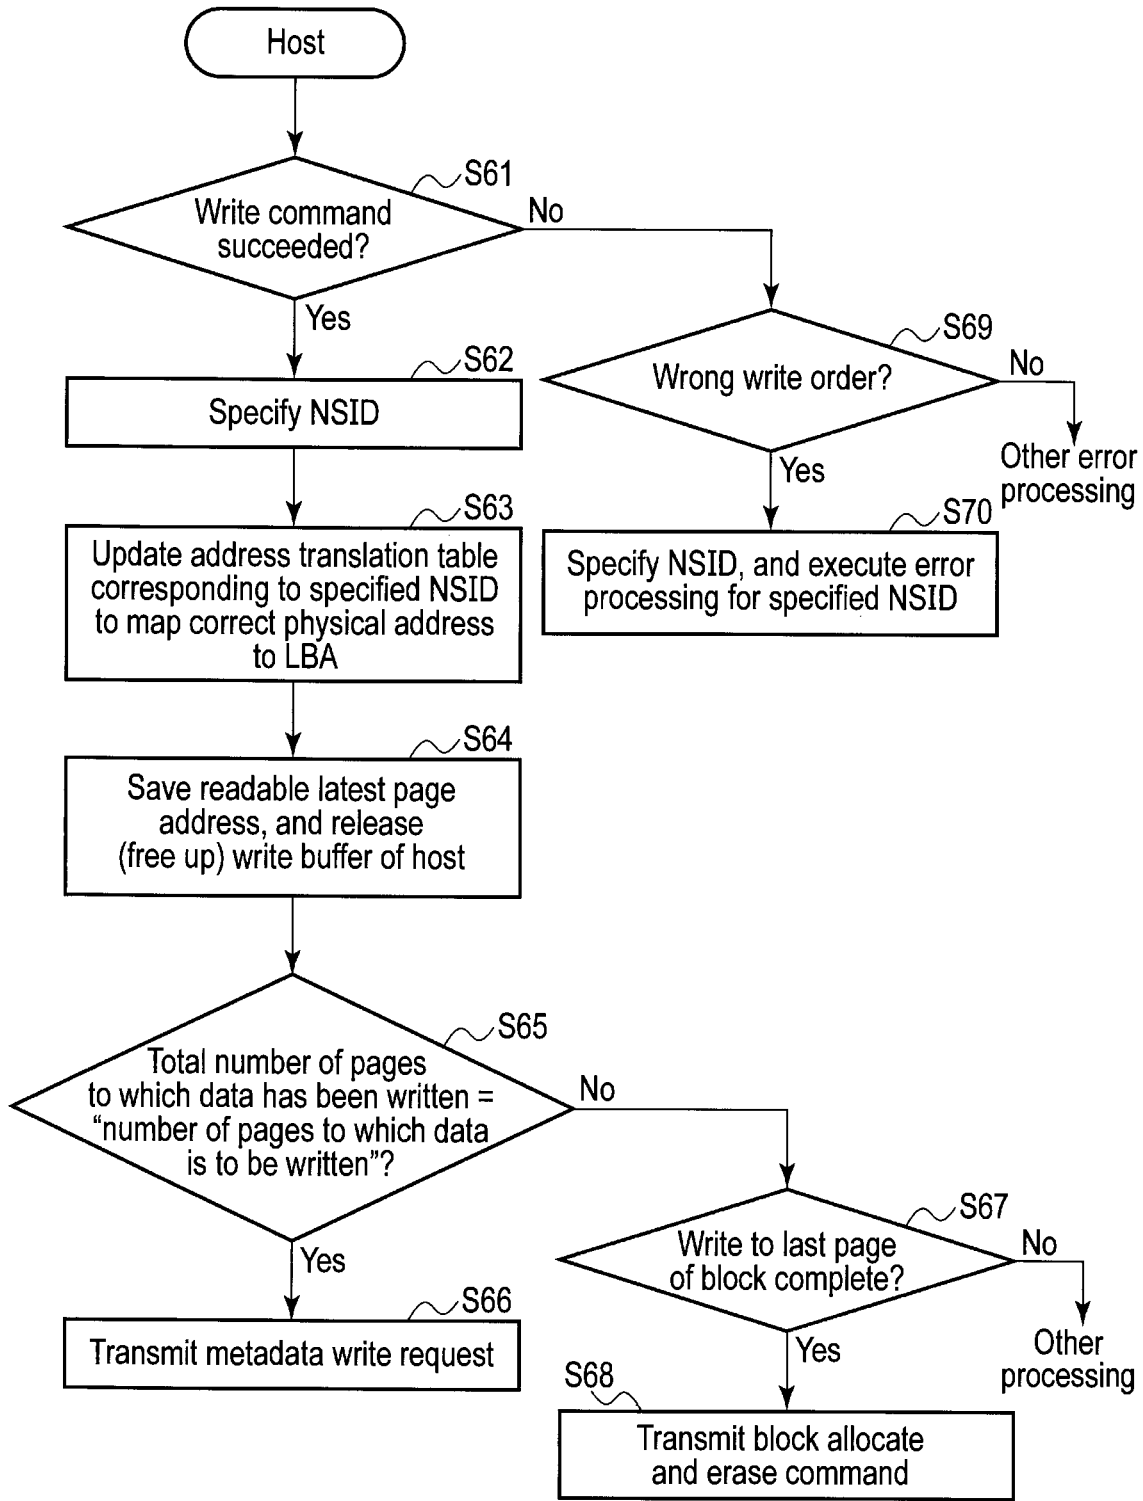 Host
S61
Write command
succeeded?
No
Yes
S69
Wrong write order?
No
Other error
processing
Yes
S62
Specify NSID
S70
Specify NSID, and execute error
processing for specified NSID
S63
Update address translation table
corresponding to specified NSID
to map correct physical address
to LBA
S64
Save readable latest page
address, and release
(free up) write buffer of host
S65
Total number of pages
to which data has been written =
“number of pages to which data
is to be written”?
No
Yes
S67
Write to last page
of block complete?
No
Other
processing
Yes
S66
Transmit metadata write request
S68
Transmit block allocate
and erase command